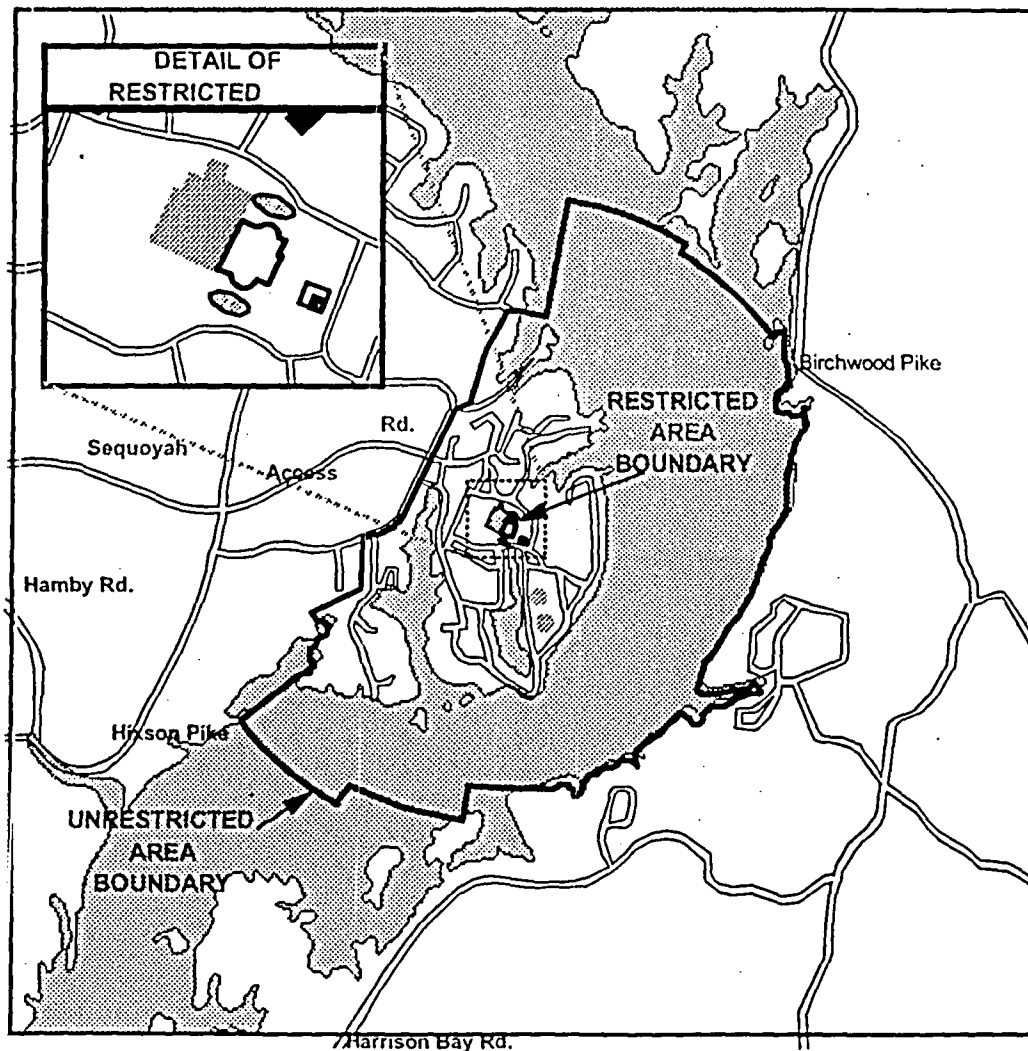 DETAIL OF
RESTRICTED
Birchwood Pike
RESTRICTED
AREA
BOUNDARY
Rd.
Sequoyah
Access
Hamby Rd.
Hixson Pike
UNRESTRICTED
AREA
BOUNDARY
Harrison Bay Rd.